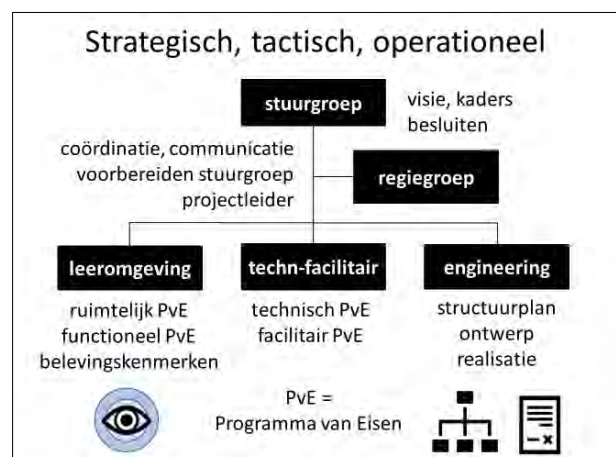 Strategisch, tactisch, operationeel
stuurgroep
visie, kaders
besluiten
coördinatie, communicatie
voorbereiden stuurgroep
projectleider
regiegroep
leeromgeving
ruimtelijk PvE
functioneel PvE
belevingskenmerken
techn-facilitair
technisch PvE
facilitair PvE
engineering
structuurplan
ontwerp
realisatie
PvE =
Programma van Eisen